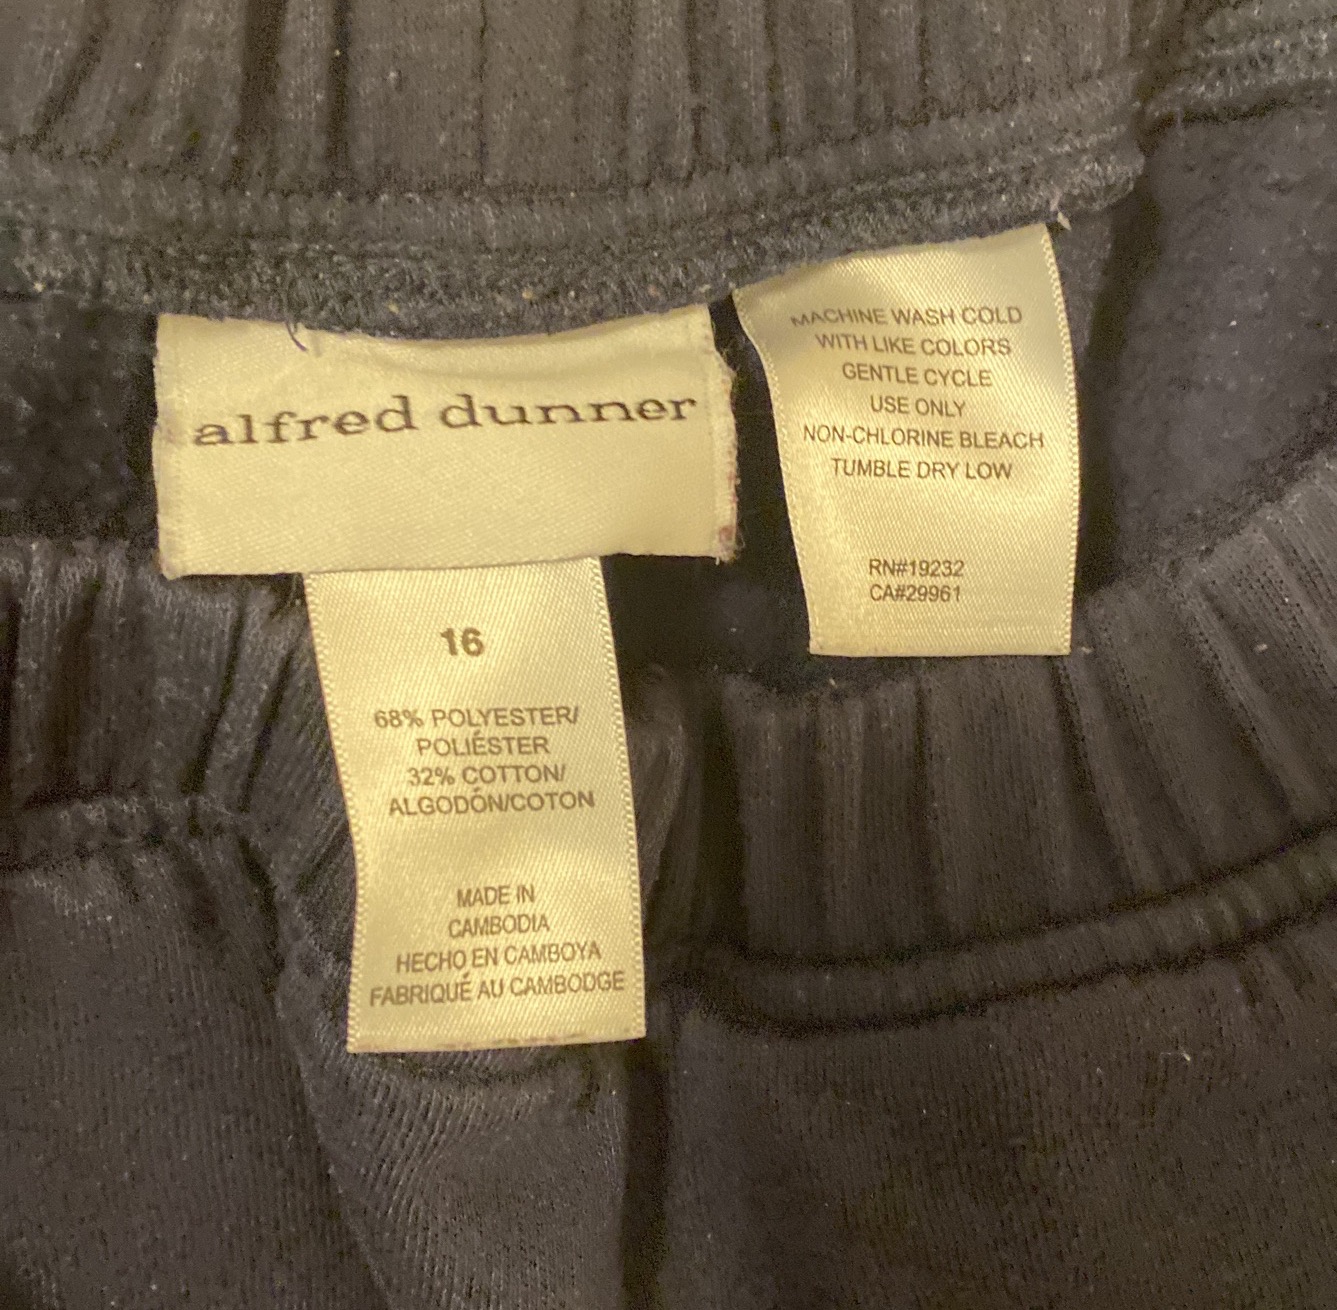 alfred dunner
16
68% POLYESTER/
POLIÉSTER
32% COTTON/
ALGODÓN/COTON
MADE IN
CAMBODIA
HECHO EN CAMBOYA
FABRIQUÉ AU CAMBODGE
MACHINE WASH COLD
WITH LIKE COLORS
GENTLE CYCLE
USE ONLY
NON-CHLORINE BLEACH
TUMBLE DRY LOW
RN#19232
CA#29961